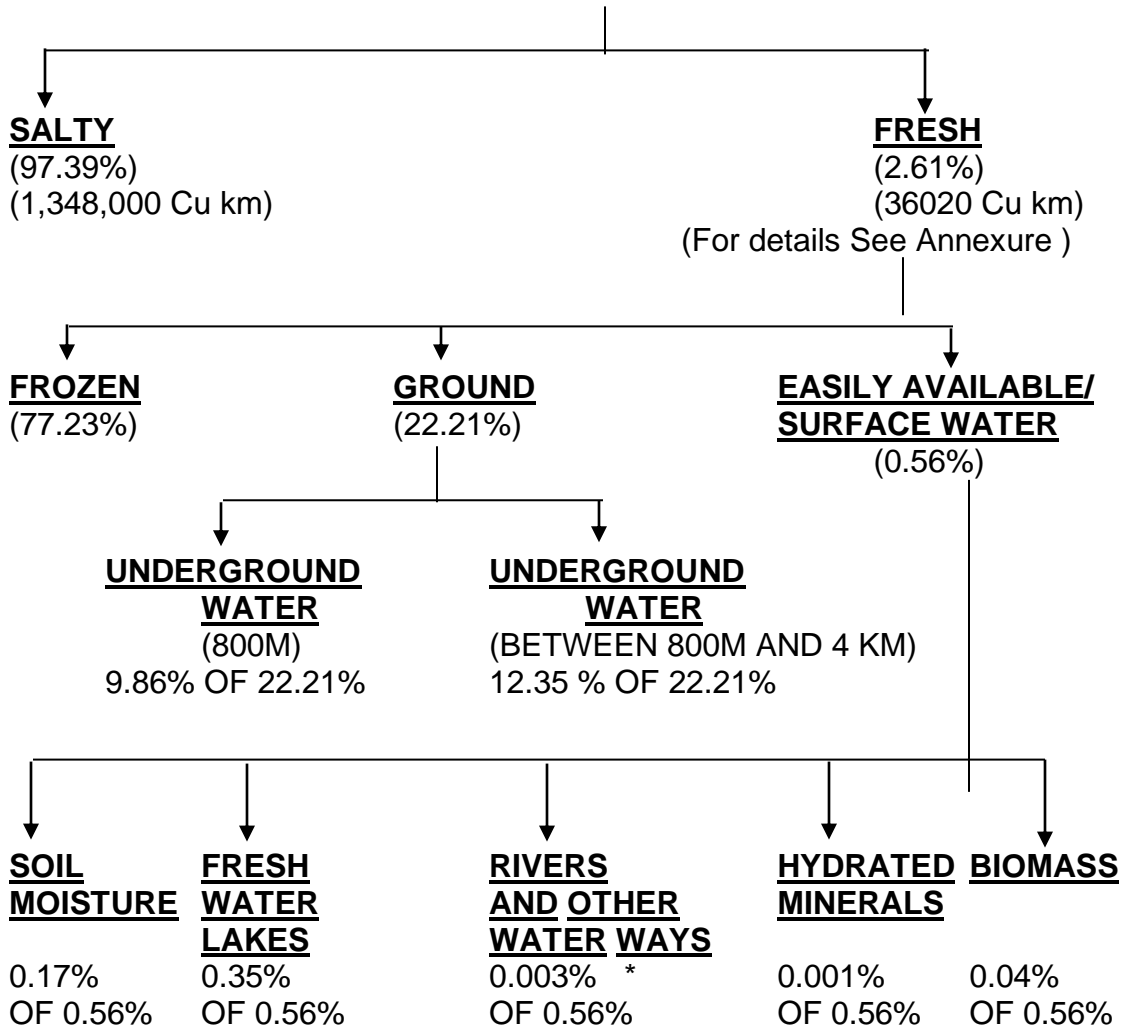 SALTY
(97.39%)
(1,348,000 Cu km)
FRESH
(2.61%)
(36020 Cu km)
(For details See Annexure )
FROZEN
(77.23%)
GROUND
(22.21%)
EASILY AVAILABLE/
SURFACE WATER
(0.56%)
UNDERGROUND
WATER
(800M)
9.86% OF 22.21%
UNDERGROUND
WATER
(BETWEEN 800M AND 4 KM)
12.35 % OF 22.21%
SOIL
MOISTURE
0.17%
OF 0.56%
FRESH
WATER
LAKES
0.35%
OF 0.56%
RIVERS
AND OTHER
WATER WAYS
0.003% *
OF 0.56%
HYDRATED
MINERALS
0.001%
OF 0.56%
BIOMASS
0.04%
OF 0.56%